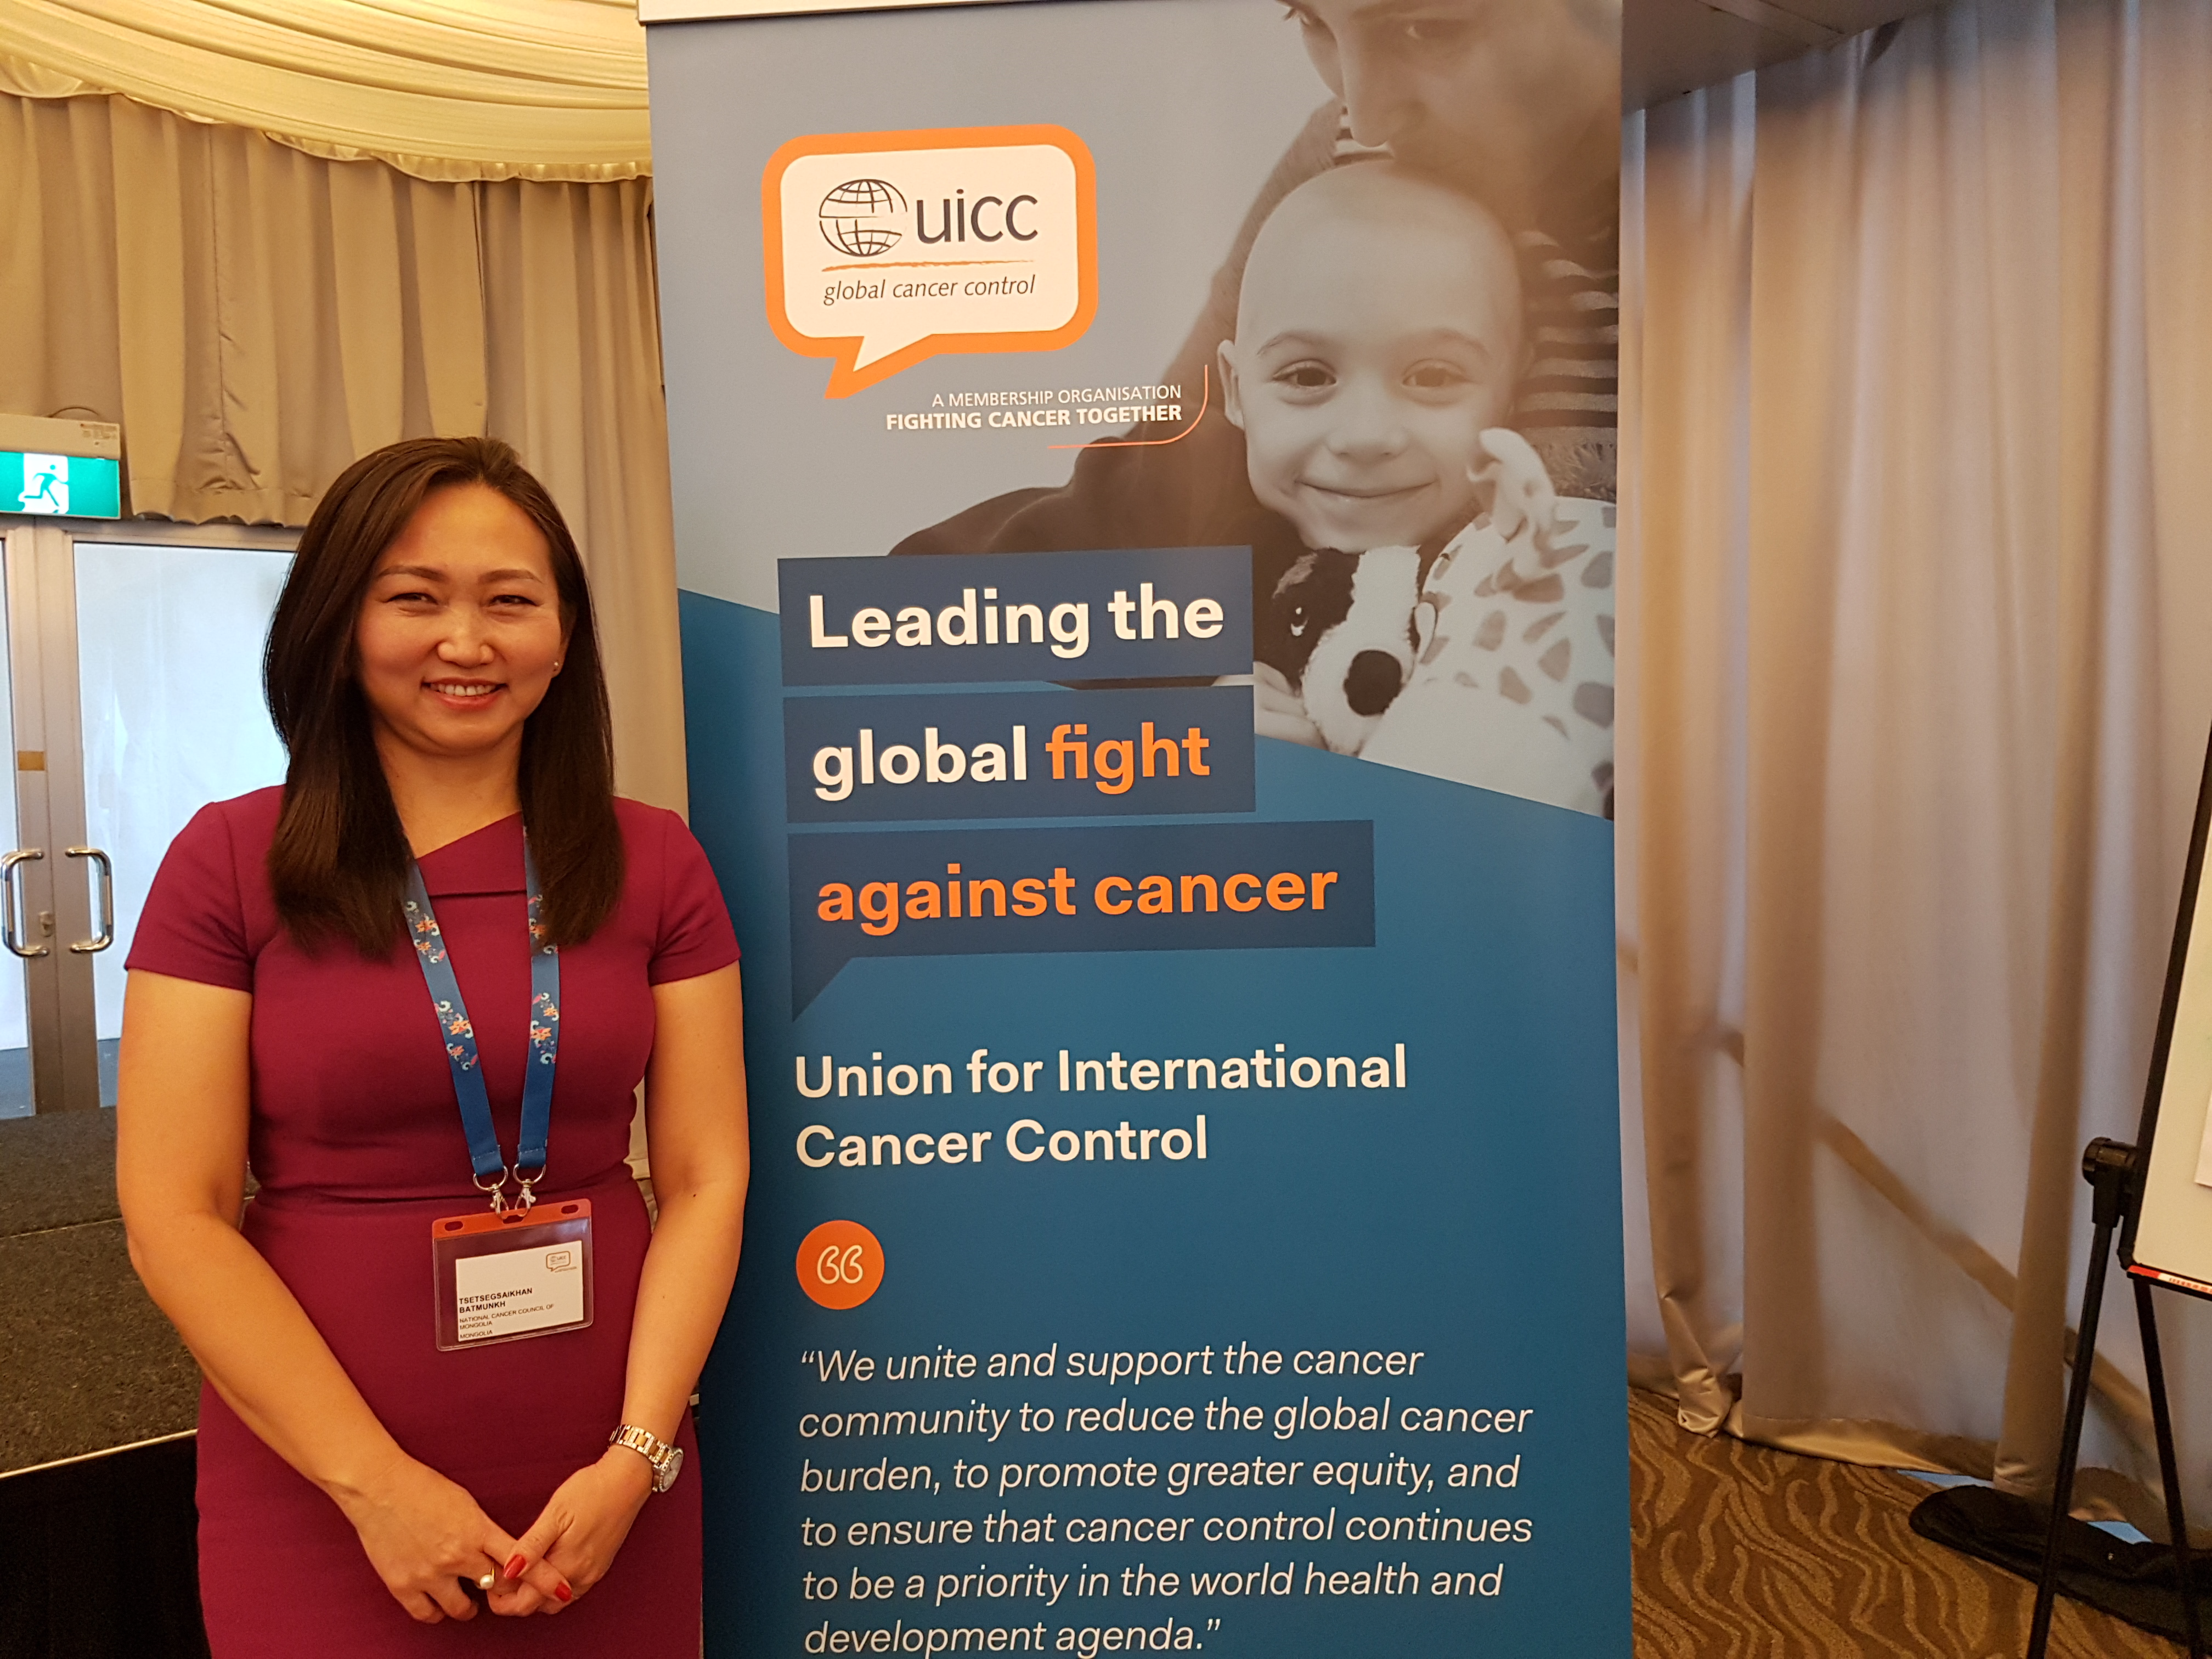 uicc
global cancer control
A MEMBERSHIP ORGANISATION
FIGHTING CANCER TOGETHER
Leading the
global fight
against cancer
Union for International
Cancer Control
“We unite and support the cancer
community to reduce the global cancer
burden, to promote greater equity, and
to ensure that cancer control continues
to be a priority in the world health and
development agenda.”
TSETSEGSAIKHAN
BATMUNKH
NATIONAL CANCER COUNCIL OF
MONGOLIA
MONGOLIA